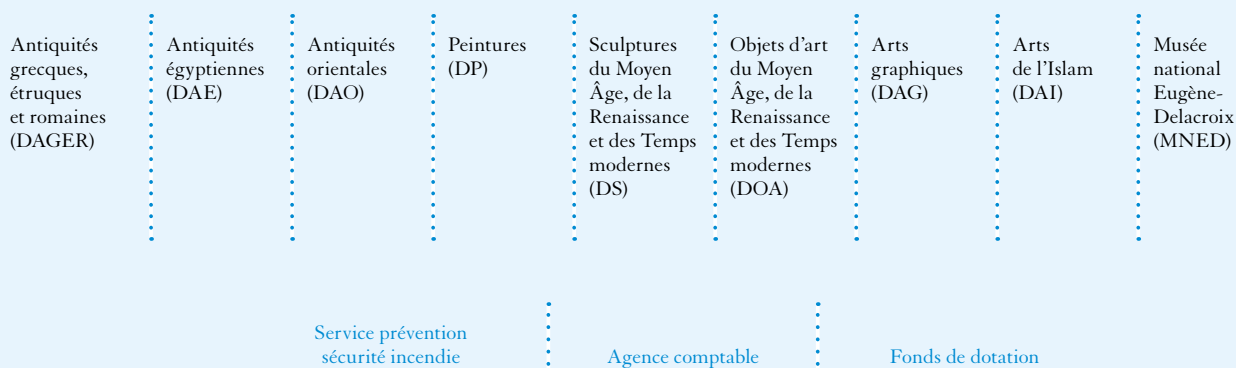 Antiquités
grecques,
étruques
et romaines
(DAGER)
Antiquités
égyptiennes
(DAE)
Antiquités
orientales
(DAO)
Peintures
(DP)
Sculptures
du Moyen
Âge, de la
Renaissance
et des Temps
modernes
(DS)
Objets d’art
du Moyen
Âge, de la
Renaissance
et des Temps
modernes
(DOA)
Arts
graphiques
(DAG)
Arts
de l’Islam
(DAI)
Musée
national
Eugène-
Delacroix
(MNED)
Service prévention
sécurité incendie
Agence comptable
Fonds de dotation